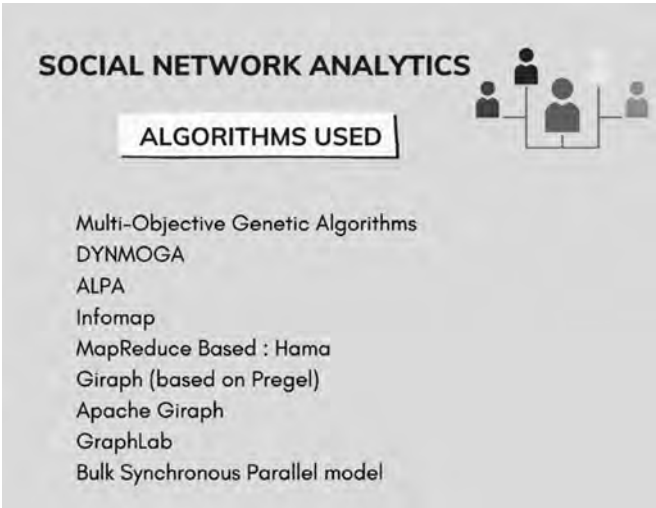 SOCIAL NETWORK ANALYTICS
ALGORITHMS USED
Multi-Objective Genetic Algorithms
DYNMOGA
ALPA
Infomap
MapReduce Based : Hama
Giraph (based on Pregel)
Apache Giraph
GraphLab
Bulk Synchronous Parallel model